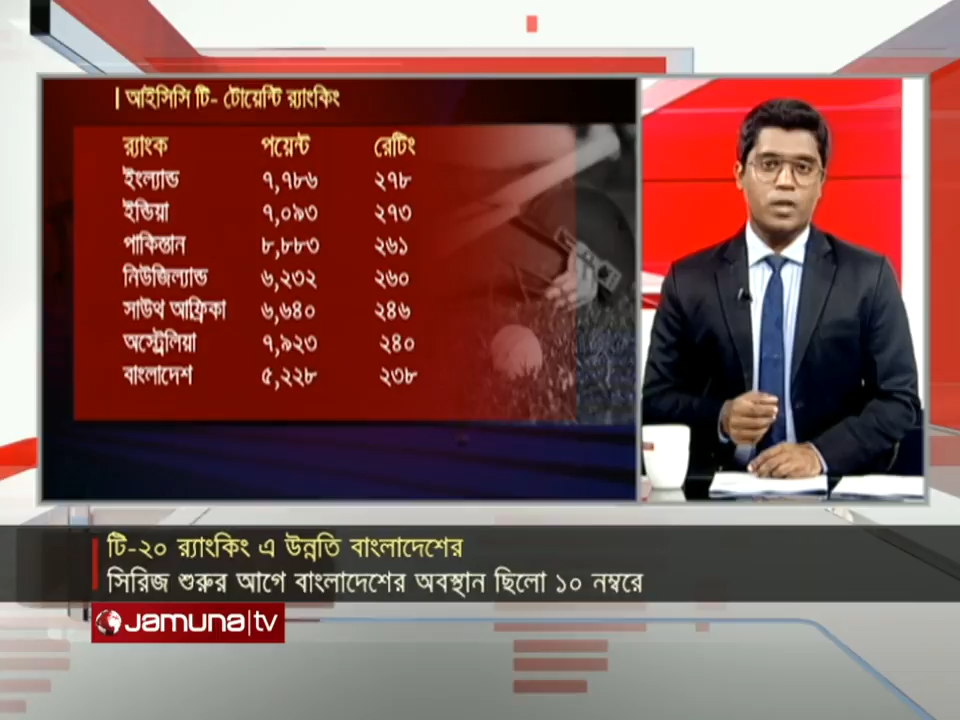 আইসিসি টি- টোয়েন্টি র‍্যাংকিং
র‍্যাংক পয়েন্ট রেটিং
ইংল্যান্ড ৭,৭৮৬ ২৭৮
ইন্ডিয়া ৭,০৯৩ ২৭৩
পাকিস্তান ৮,৮৮৩ ২৬১
নিউজিল্যান্ড ৬,২৩২ ২৬০
সাউথ আফ্রিকা ৬,৬৪০ ২৪৬
অস্ট্রেলিয়া ৭,৯২৩ ২৪০
বাংলাদেশ ৫,২২৮ ২৩৮
টি-২০ র‍্যাংকিং এ উন্নতি বাংলাদেশের
সিরিজ শুরুর আগে বাংলাদেশের অবস্থান ছিলো ১০ নম্বরে
Jamuna|tv